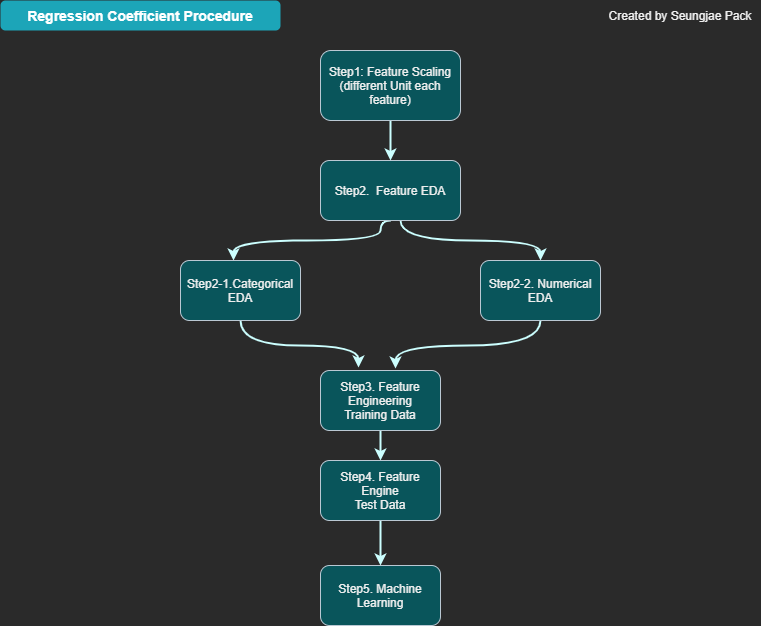 Regression Coefficient Procedure
Created by Seungjae Pack
Step1: Feature Scaling
(different Unit each
feature)
Step2. Feature EDA
Step2-1.Categorical
EDA
Step2-2. Numerical
EDA
Step3. Feature
Engineering
Training Data
Step4. Feature
Engine
Test Data
Step5. Machine
Learning